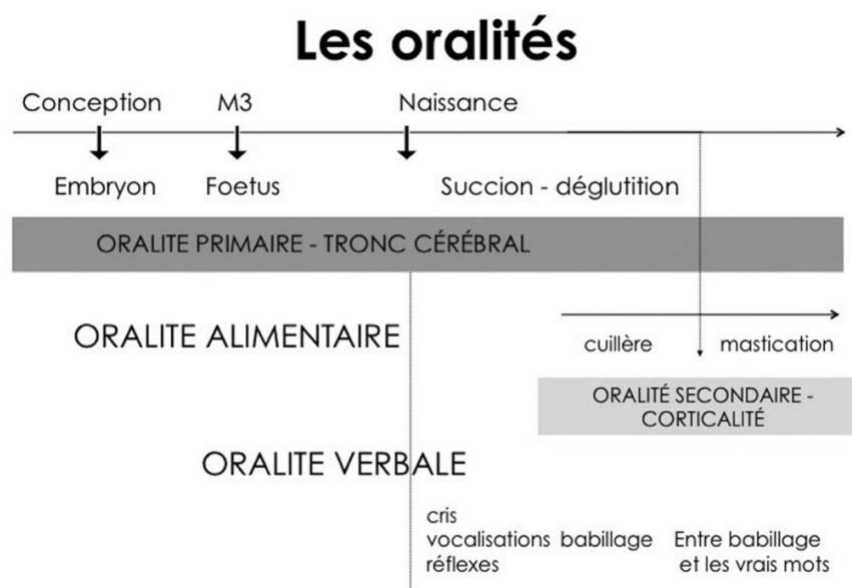 Les oralités
Conception M3 Naissance
Embryon Foetus Succion - déglutition
ORALITE PRIMAIRE - TRONC CÉRÉBRAL
ORALITE ALIMENTAIRE
cuillère mastication
ORALITÉ SECONDAIRE -
CORTICALITÉ
ORALITE VERBALE
cris
vocalisations babillage Entre babillage
réflexes et les vrais mots